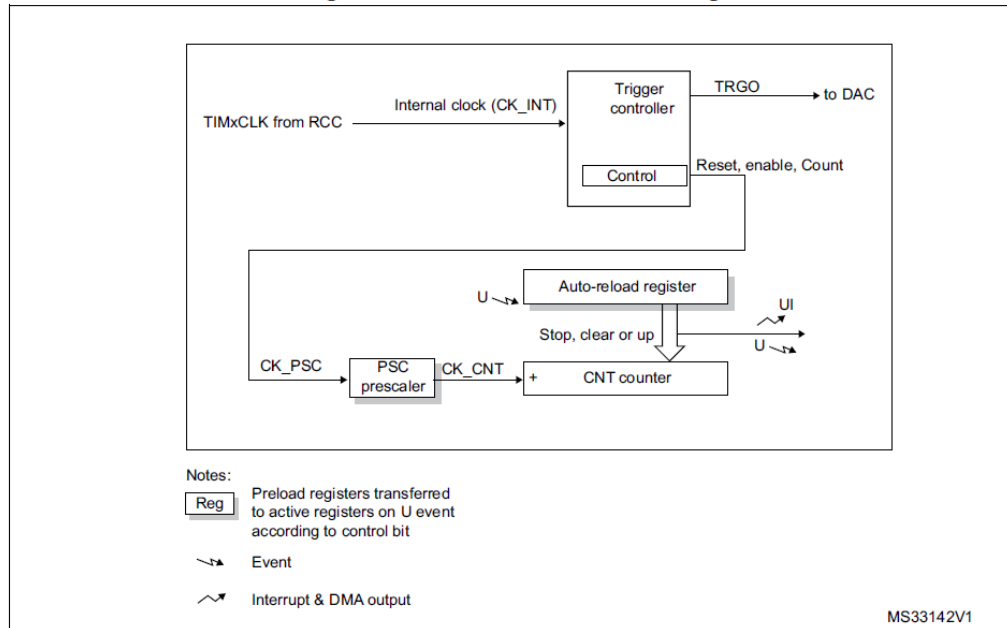 Trigger
controller
TRGO
to DAC
Internal clock (CK_INT)
TIMxCLK from RCC
Control
Reset, enable, Count
Auto-reload register
U
UI
Stop, clear or up
U
CK_PSC
PSC
prescaler
CK_CNT
+
CNT counter
Notes:
Reg
Preload registers transferred
to active registers on U event
according to control bit
Event
Interrupt & DMA output
MS33142V1